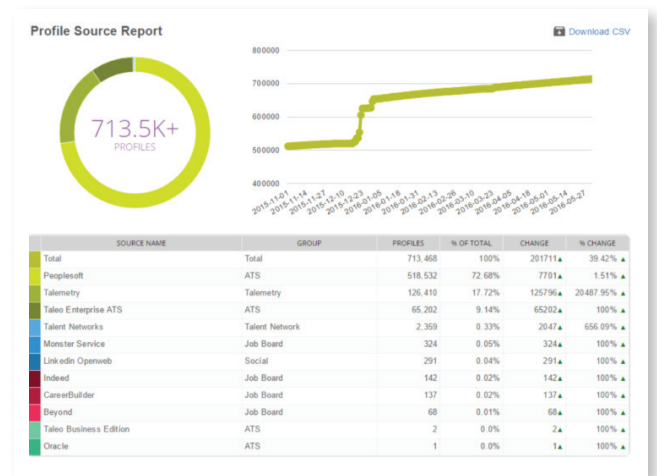 Profile Source Report
Download CSV
713.5K+
PROFILES
800000
700000
600000
500000
400000
2015-11-01 2015-11-14 2015-11-27 2015-12-10 2015-12-23 2016-01-05 2016-01-18 2016-01-31 2016-02-13 2016-02-26 2016-03-10 2016-03-23 2016-04-05 2016-04-18 2016-05-01 2016-05-14 2016-05-27
SOURCE NAME GROUP PROFILES % OF TOTAL CHANGE % CHANGE
Total Total 713,468 100% 201711▲ 39.42% ▲
Peoplesoft ATS 518,532 72.68% 7701▲ 1.51% ▲
Talemetry Talemetry 126,410 17.72% 125796▲ 20487.95% ▲
Taleo Enterprise ATS ATS 65,202 9.14% 65202▲ 100% ▲
Talent Networks Talent Network 2,359 0.33% 2047▲ 656.09% ▲
Monster Service Job Board 324 0.05% 324▲ 100% ▲
Linkedin Openweb Social 291 0.04% 291▲ 100% ▲
Indeed Job Board 142 0.02% 142▲ 100% ▲
CareerBuilder Job Board 137 0.02% 137▲ 100% ▲
Beyond Job Board 68 0.01% 68▲ 100% ▲
Taleo Business Edition ATS 2 0.0% 2▲ 100% ▲
Oracle ATS 1 0.0% 1▲ 100% ▲